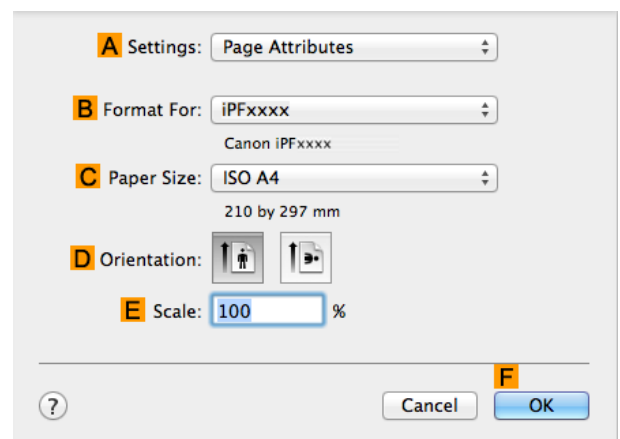 A Settings: Page Attributes
B Format For: iPFxxxx
Canon iPFxxxx
C Paper Size: ISO A4
210 by 297 mm
D Orientation:
E Scale: 100 %
F
? Cancel OK